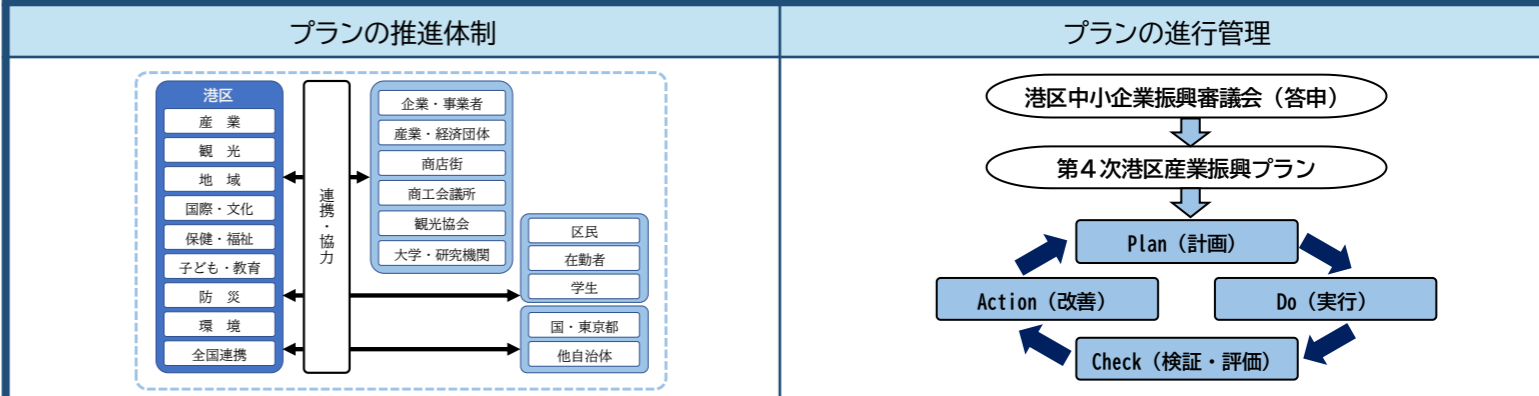 プランの推進体制
港区
産　業
観　光
地　域
国際・文化
保健・福祉
子ども・教育
防　災
環　境
全国連携
連携・協力
企業・事業者
産業・経済団体
商店街
商工会議所
観光協会
大学・研究機関
区民
在勤者
学生
国・東京都
他自治体
プランの進行管理
港区中小企業振興審議会（答申）
第４次港区産業振興プラン
Plan（計画）
Do（実行）
Check（検証・評価）
Action（改善）